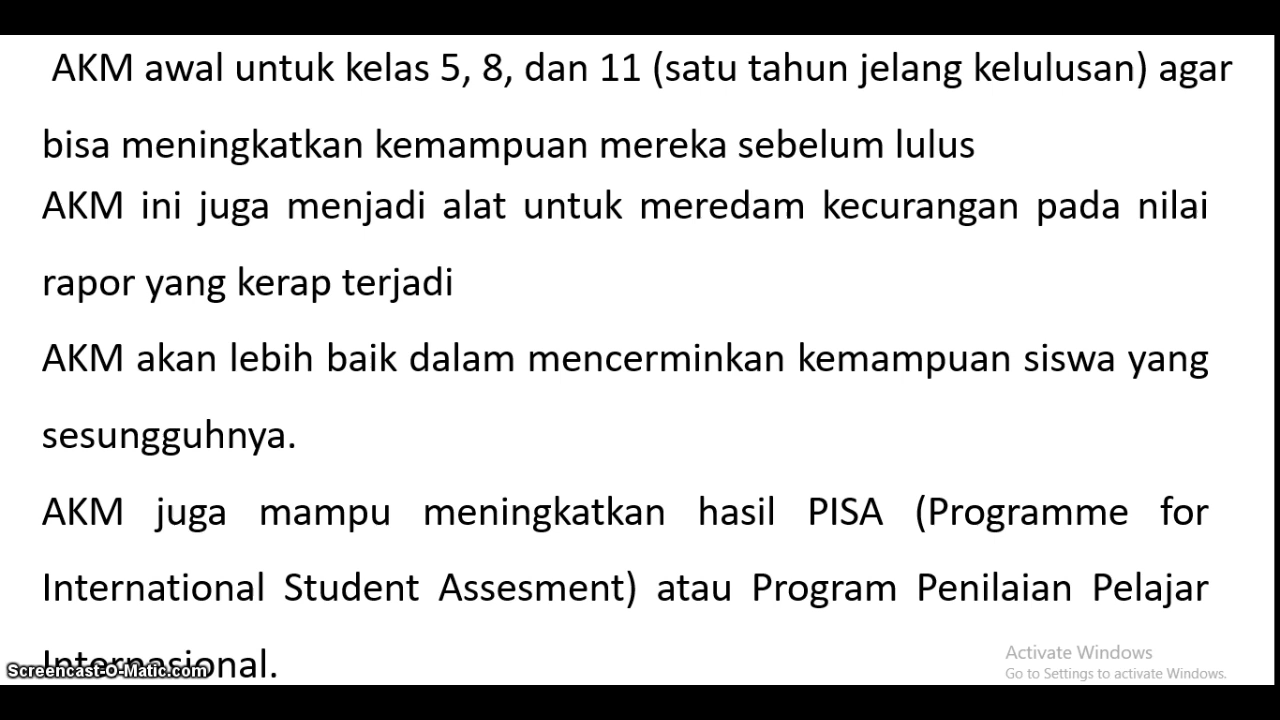 AKM awal untuk kelas 5, 8, dan 11 (satu tahun jelang kelulusan) agar
bisa meningkatkan kemampuan mereka sebelum lulus
AKM ini juga menjadi alat untuk meredam kecurangan pada nilai
rapor yang kerap terjadi
AKM akan lebih baik dalam mencerminkan kemampuan siswa yang
sesungguhnya.
AKM juga mampu meningkatkan hasil PISA (Programme for
International Student Assesment) atau Program Penilaian Pelajar
Internasional.
Screencast-O-Matic.com
Activate Windows
Go to Settings to activate Windows.